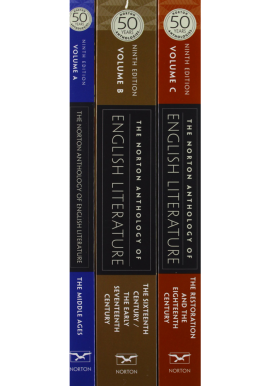 NORTON
50
YEARS
ANTHOLOGIES
NINTH EDITION
VOLUME A
THE NORTON ANTHOLOGY OF ENGLISH LITERATURE
THE MIDDLE AGES
NORTON
NORTON
50
YEARS
ANTHOLOGIES
NINTH EDITION
VOLUME B
THE NORTON ANTHOLOGY OF
ENGLISH LITERATURE
THE SIXTEENTH
CENTURY /
THE EARLY
SEVENTEENTH
CENTURY
NORTON
NORTON
50
YEARS
ANTHOLOGIES
NINTH EDITION
VOLUME C
THE NORTON ANTHOLOGY OF
ENGLISH LITERATURE
THE RESTORATION
AND THE
EIGHTEENTH
CENTURY
NORTON